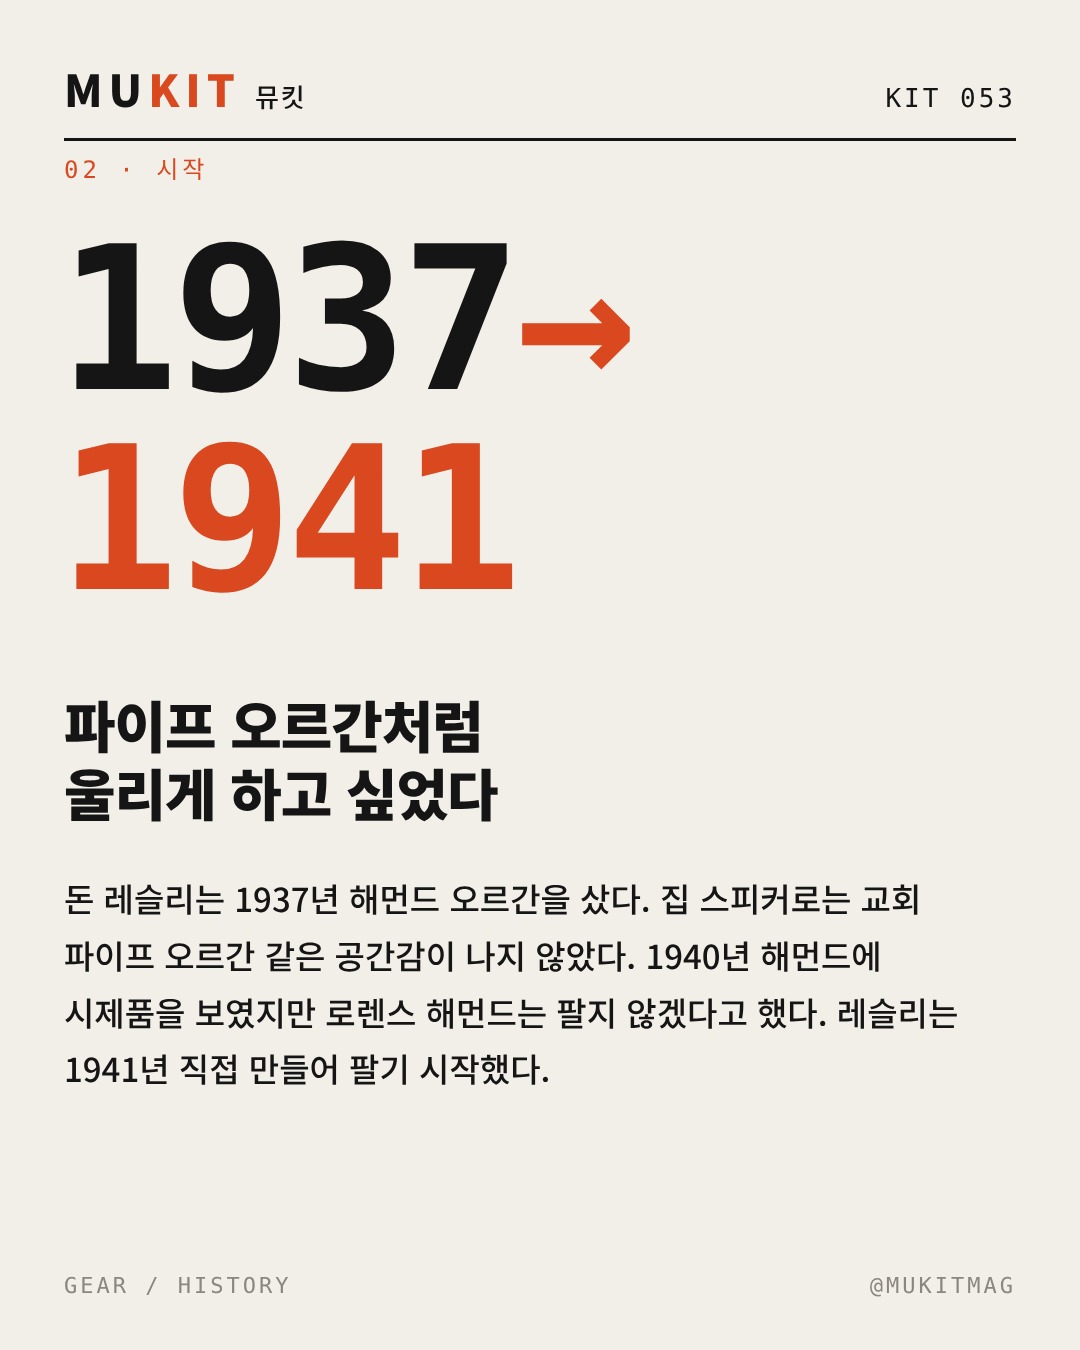 MUKIT 뮤킷
KIT 053
02 · 시작
1937→
1941
파이프 오르간처럼
울리게 하고 싶었다
돈 레슬리는 1937년 해먼드 오르간을 샀다. 집 스피커로는 교회
파이프 오르간 같은 공간감이 나지 않았다. 1940년 해먼드에
시제품을 보였지만 로렌스 해먼드는 팔지 않겠다고 했다. 레슬리는
1941년 직접 만들어 팔기 시작했다.
GEAR / HISTORY
@MUKITMAG